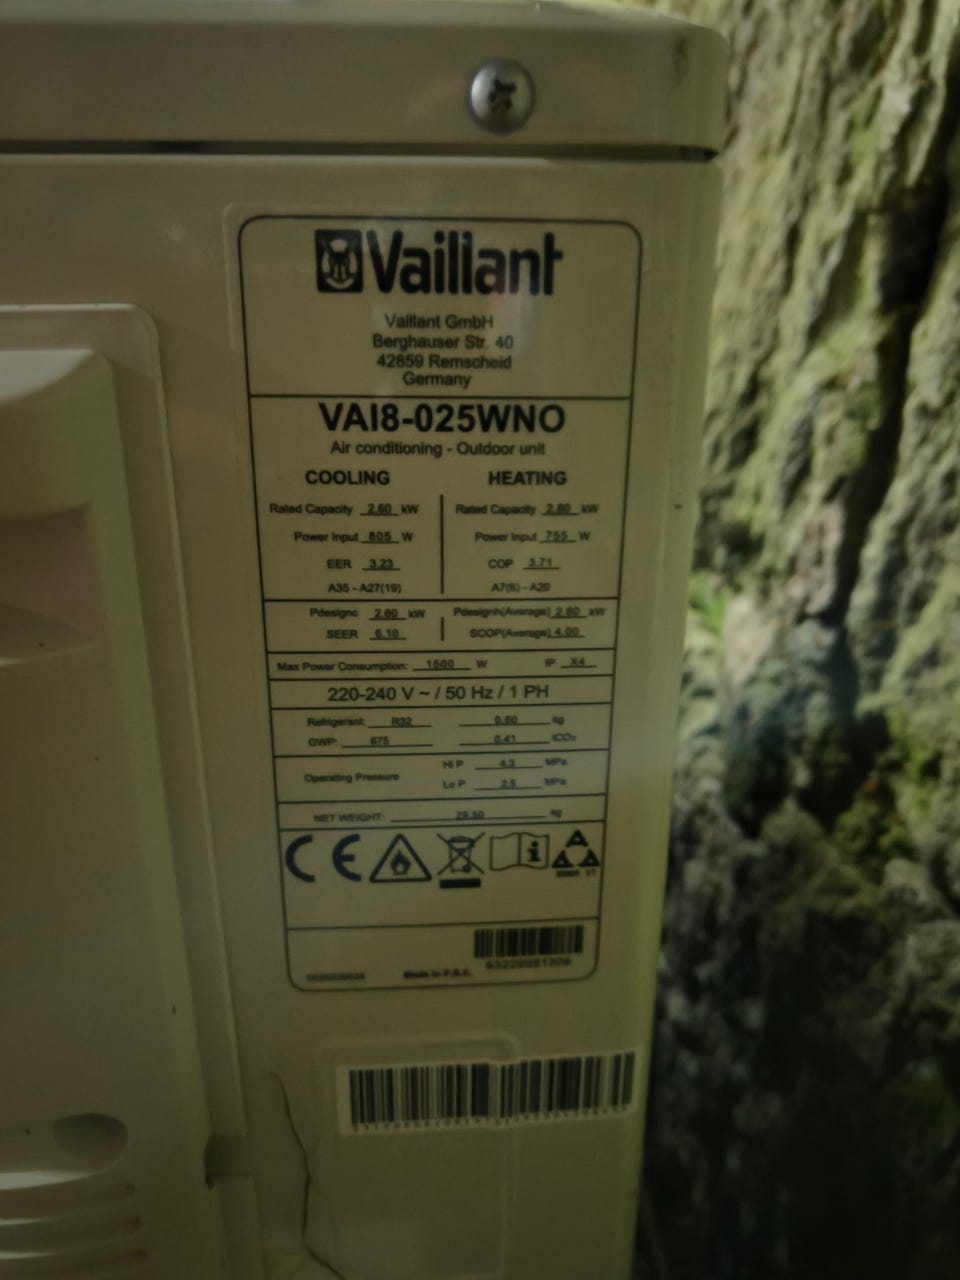 Vaillant
Vaillant GmbH
Berghauser Str. 40
42859 Remscheid
Germany
VAI8-025WNO
Air conditioning - Outdoor unit
COOLING HEATING
Rated Capacity 2.60 kW Rated Capacity 2.80 kW
Power Input 805 W Power Input 755 W
EER 3.23 COP 3.71
A35 - A27(19) A7(6) - A20
Pdesignc 2.60 kW Pdesignh(Average) 2.60 kW
SEER 6.10 SCOP(Average) 4.00
Max Power Consumption: 1500 W IP X4
220-240 V ~ / 50 Hz / 1 PH
Refrigerant: R32 0.60 kg
GWP: 675 0.41 tCO₂
Operating Pressure Hi P 4.3 MPa
Lo P 2.5 MPa
NET WEIGHT: 29.50 kg
CE
Made in P.R.C.